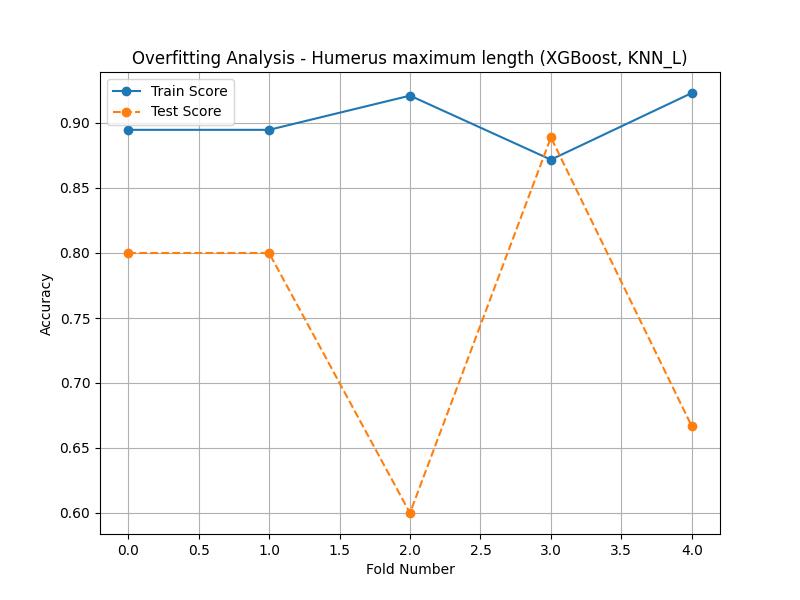 Overfitting Analysis - Humerus maximum length (XGBoost, KNN_L)
Train Score
Test Score
0.90
0.85
0.80
0.75
0.70
0.65
0.60
Accuracy
0.0 0.5 1.0 1.5 2.0 2.5 3.0 3.5 4.0
Fold Number